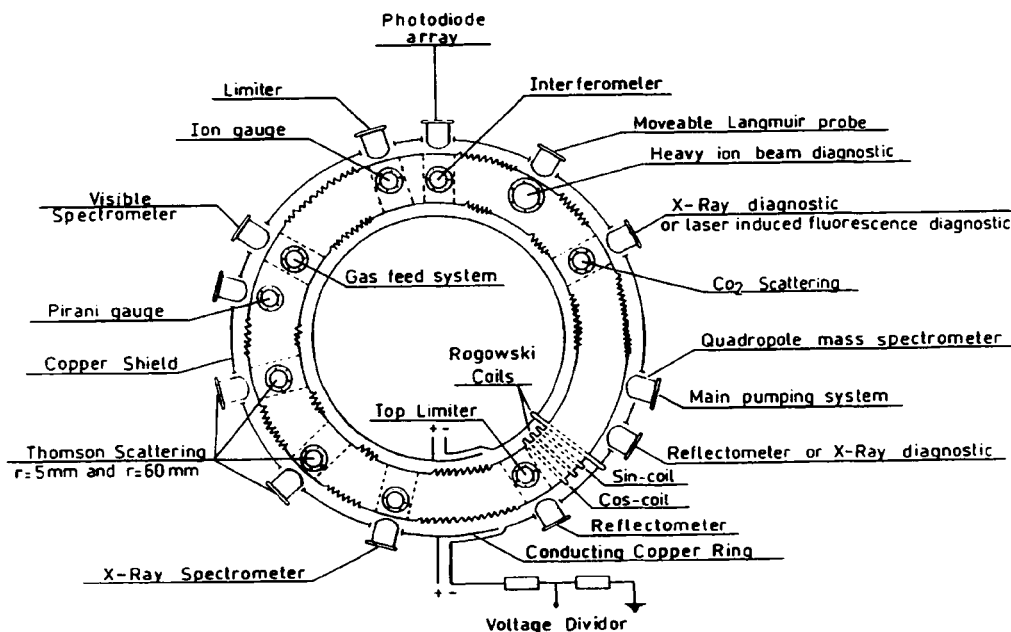 Photodiode
array
Limiter
Interferometer
Ion gauge
Moveable Langmuir probe
Heavy ion beam diagnostic
Visible
Spectrometer
X-Ray diagnostic
or laser induced fluorescence diagnostic
Gas feed system
Co2 Scattering
Pirani gauge
Quadropole mass spectrometer
Copper Shield
Rogowski
Coils
Main pumping system
Top Limiter
+ -
Thomson Scattering
r=5mm and r=60mm
Reflectometer or X-Ray diagnostic
Sin-coil
Cos-coil
Reflectometer
Conducting Copper Ring
X-Ray Spectrometer
+ -
Voltage Dividor